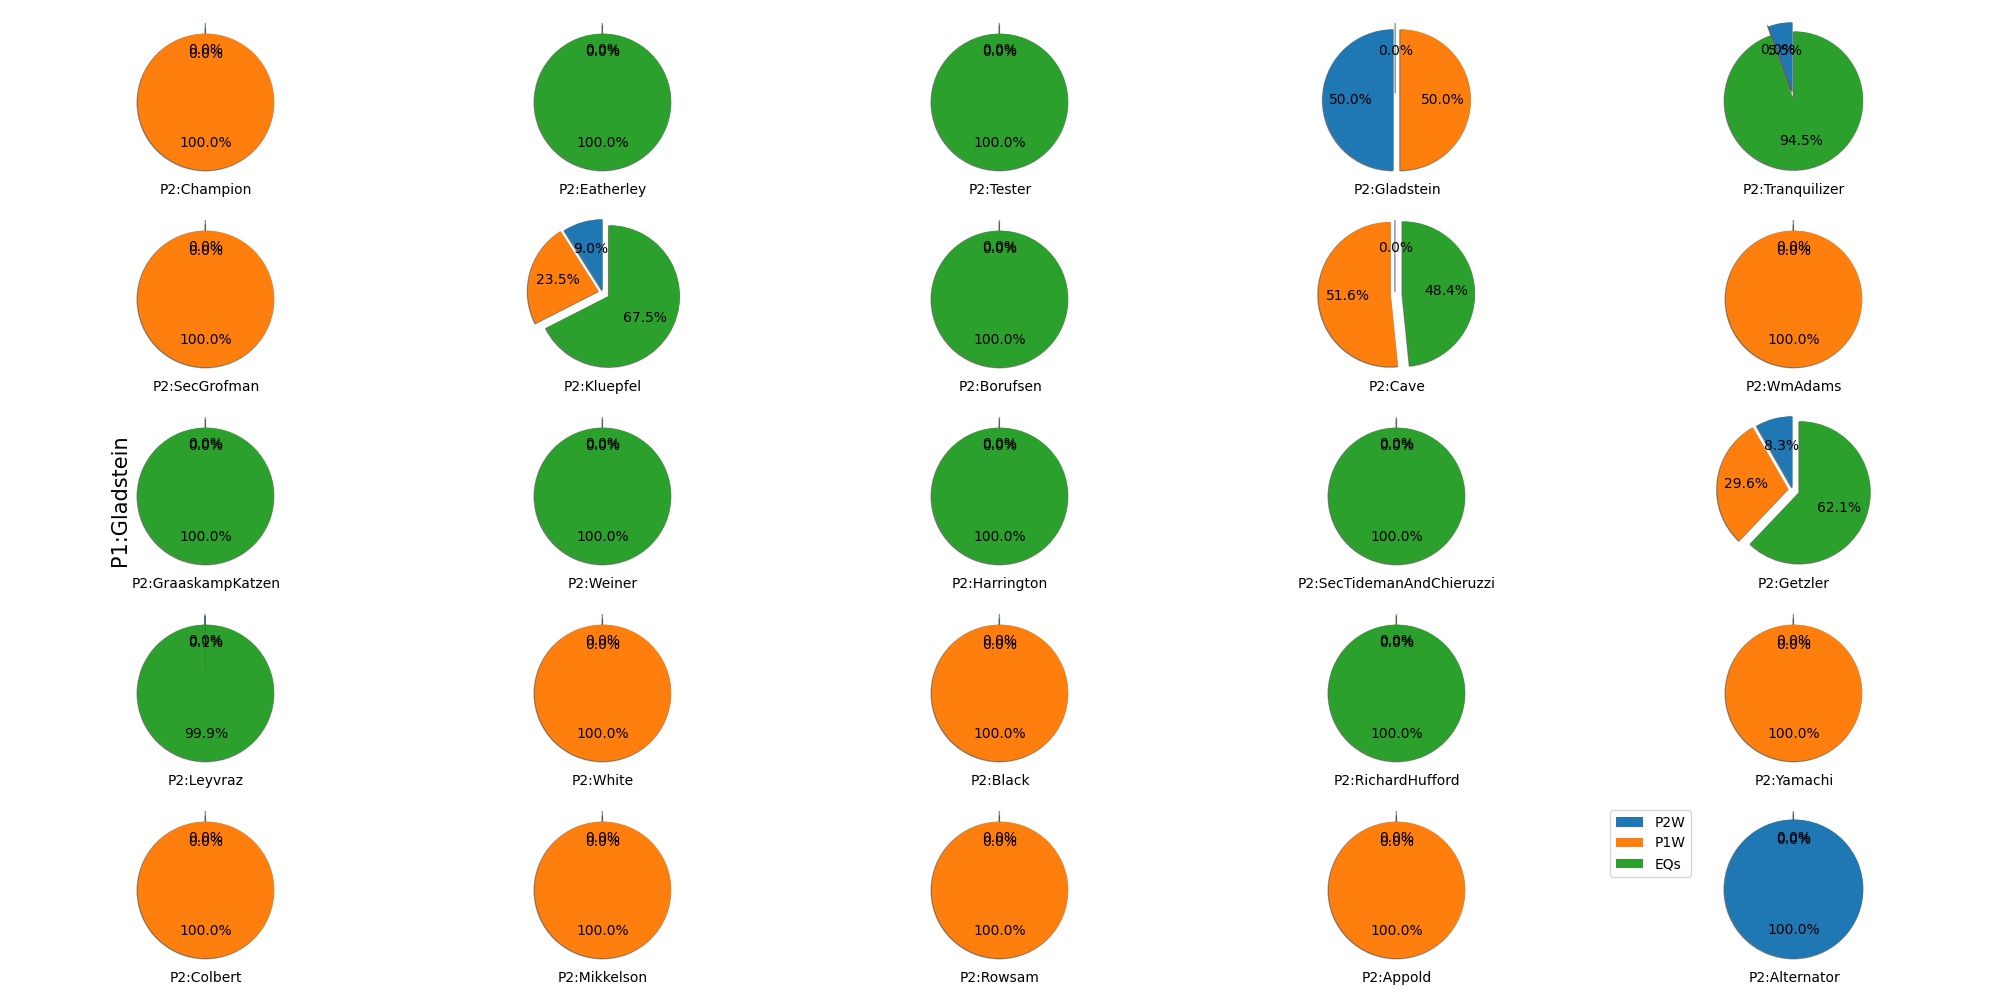 0.0%
0.0%
100.0%
P2:Champion
0.0%
0.0%
100.0%
P2:Eatherley
0.0%
0.0%
100.0%
P2:Tester
50.0%
0.0%
50.0%
P2:Gladstein
0.0%
5.5%
94.5%
P2:Tranquilizer
0.0%
0.0%
100.0%
P2:SecGrofman
9.0%
23.5%
67.5%
P2:Kluepfel
0.0%
0.0%
100.0%
P2:Borufsen
0.0%
51.6%
48.4%
P2:Cave
0.0%
0.0%
100.0%
P2:WmAdams
P1:Gladstein
0.0%
0.0%
100.0%
P2:GraaskampKatzen
0.0%
0.0%
100.0%
P2:Weiner
0.0%
0.0%
100.0%
P2:Harrington
0.0%
0.0%
100.0%
P2:SecTidemanAndChieruzzi
8.3%
29.6%
62.1%
P2:Getzler
0.0%
0.1%
99.9%
P2:Leyvraz
0.0%
0.0%
100.0%
P2:White
0.0%
0.0%
100.0%
P2:Black
0.0%
0.0%
100.0%
P2:RichardHufford
0.0%
0.0%
100.0%
P2:Yamachi
0.0%
0.0%
100.0%
P2:Colbert
0.0%
0.0%
100.0%
P2:Mikkelson
0.0%
0.0%
100.0%
P2:Rowsam
0.0%
0.0%
100.0%
P2:Appold
P2W
P1W
EQs
0.0%
0.0%
100.0%
P2:Alternator